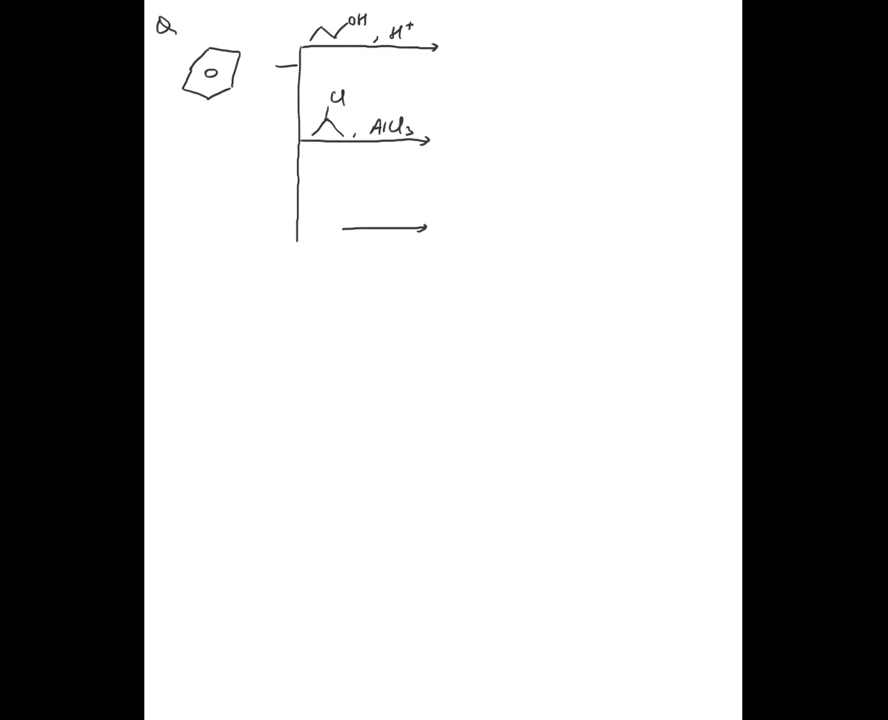 Q
OH , H+
Cl
, AlCl3